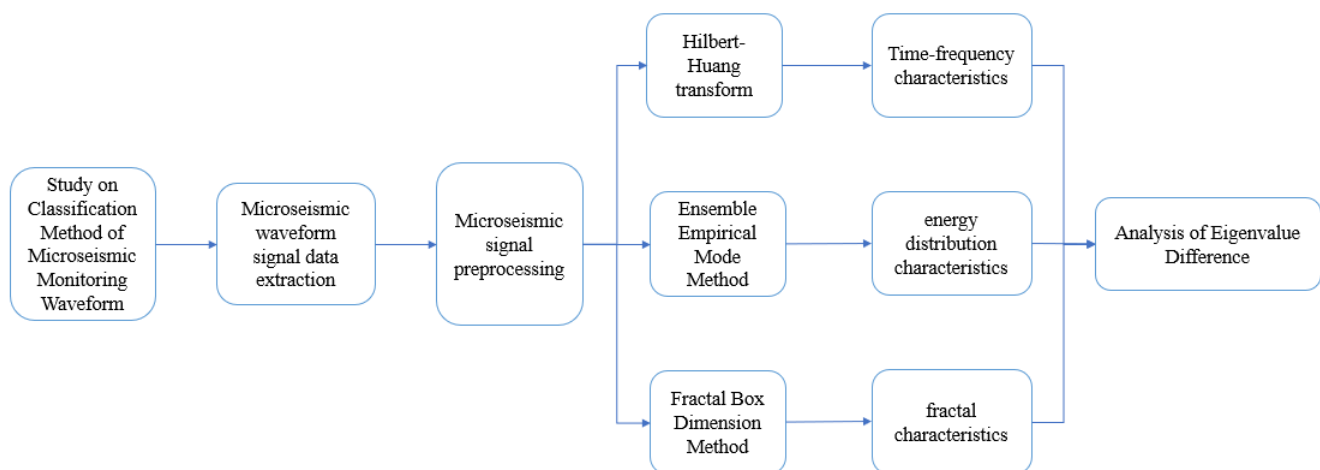 Study on
Classification
Method of
Microseismic
Monitoring
Waveform
Microseismic
waveform
signal data
extraction
Microseismic
signal
preprocessing
Hilbert-
Huang
transform
Time-frequency
characteristics
Ensemble
Empirical
Mode
Method
energy
distribution
characteristics
Fractal Box
Dimension
Method
fractal
characteristics
Analysis of Eigenvalue
Difference